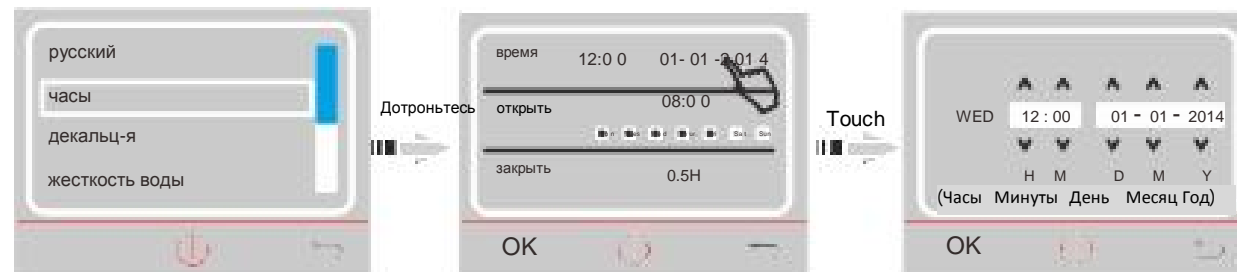 русский
часы
декальц-я
жесткость воды
Дотроньтесь
время 12:0 0 01- 01 -2 01 4
открыть 08:0 0
Sat Sun
закрыть 0.5H
OK
Touch
WED 12 : 00 01 - 01 - 2014
H M D M Y
(Часы Минуты День Месяц Год)
OK